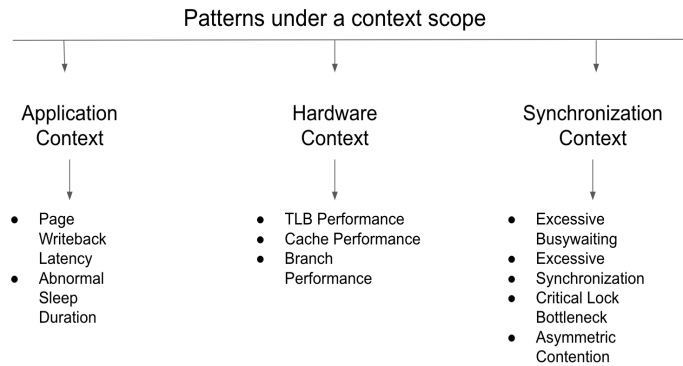 Patterns under a context scope
Application
Context
● Page
Writeback
Latency
● Abnormal
Sleep
Duration
Hardware
Context
● TLB Performance
● Cache Performance
● Branch
Performance
Synchronization
Context
● Excessive
Busywaiting
● Excessive
● Synchronization
● Critical Lock
Bottleneck
● Asymmetric
Contention